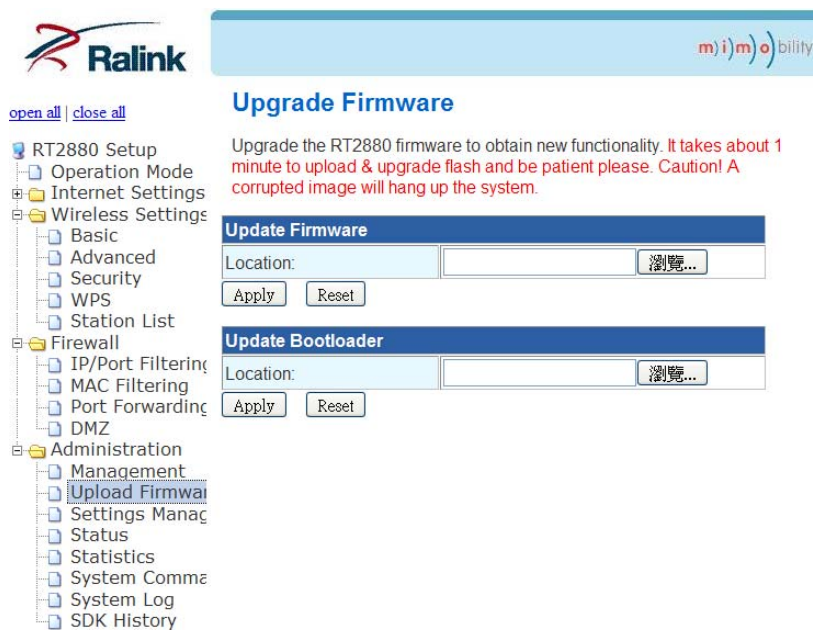 Ralink
m)i)m)o)bility
open all | close all
RT2880 Setup
Operation Mode
Internet Settings
Wireless Settings
Basic
Advanced
Security
WPS
Station List
Firewall
IP/Port Filtering
MAC Filtering
Port Forwarding
DMZ
Administration
Management
Upload Firmwar
Settings Manag
Status
Statistics
System Comma
System Log
SDK History
Upgrade Firmware
Upgrade the RT2880 firmware to obtain new functionality. It takes about 1
minute to upload & upgrade flash and be patient please. Caution! A
corrupted image will hang up the system.
Update Firmware
Location: 瀏覽...
Apply Reset
Update Bootloader
Location: 瀏覽...
Apply Reset